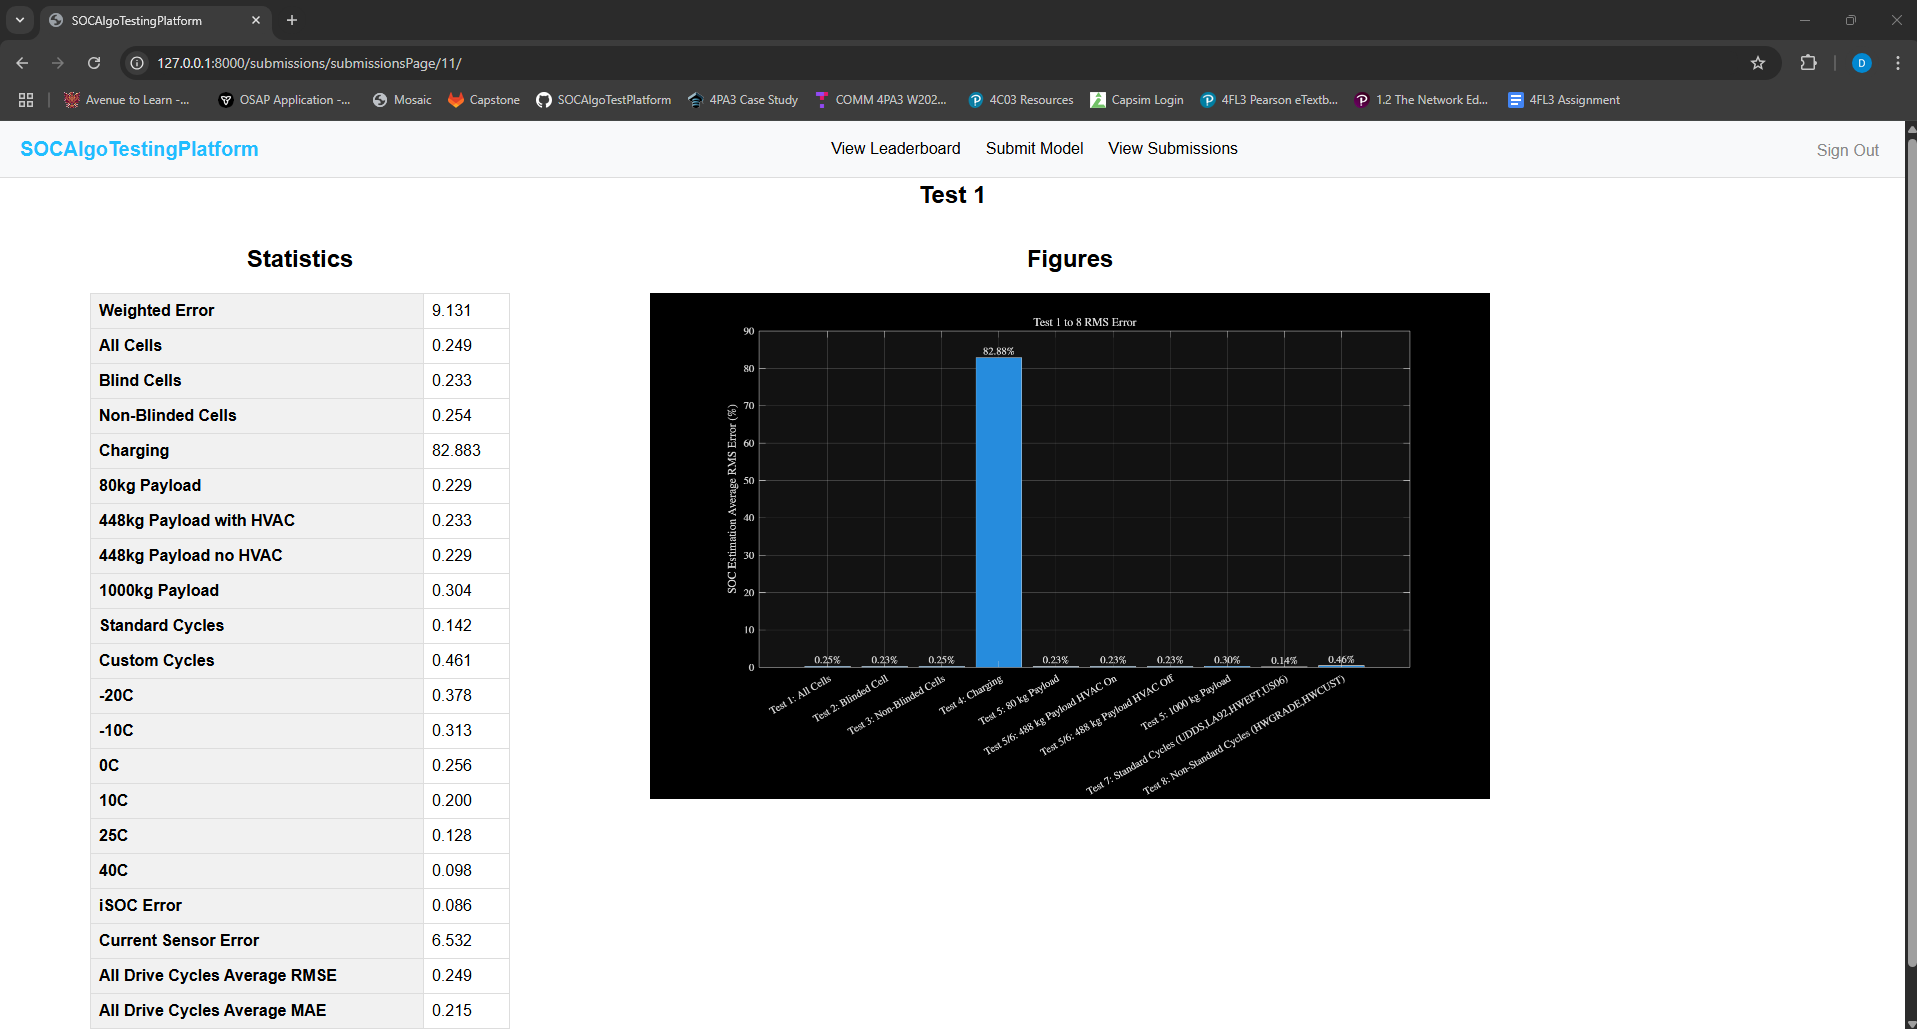 SOCAlgoTestingPlatform
127.0.0.1:8000/submissions/submissionsPage/11/
D
Avenue to Learn -...
OSAP Application -...
Mosaic
Capstone
SOCAlgoTestPlatform
4PA3 Case Study
COMM 4PA3 W202...
4C03 Resources
Capsim Login
4FL3 Pearson eTextb...
1.2 The Network Ed...
4FL3 Assignment
SOCAlgoTestingPlatform
View Leaderboard
Submit Model
View Submissions
Sign Out
Test 1
Statistics
Weighted Error 9.131
All Cells 0.249
Blind Cells 0.233
Non-Blinded Cells 0.254
Charging 82.883
80kg Payload 0.229
448kg Payload with HVAC 0.233
448kg Payload no HVAC 0.229
1000kg Payload 0.304
Standard Cycles 0.142
Custom Cycles 0.461
-20C 0.378
-10C 0.313
0C 0.256
10C 0.200
25C 0.128
40C 0.098
iSOC Error 0.086
Current Sensor Error 6.532
All Drive Cycles Average RMSE 0.249
All Drive Cycles Average MAE 0.215
Figures
Test 1 to 8 RMS Error
SOC Estimation Average RMS Error (%)
90
80
70
60
50
40
30
20
10
0
0.25%
0.23%
0.25%
82.88%
0.23%
0.23%
0.23%
0.30%
0.14%
0.46%
Test 1: All Cells
Test 2: Blinded Cell
Test 3: Non-Blinded Cells
Test 4: Charging
Test 5: 80 kg Payload
Test 5/6: 488 kg Payload HVAC On
Test 5/6: 488 kg Payload HVAC Off
Test 5: 1000 kg Payload
Test 7: Standard Cycles (UDDS,LA92,HWEFT,US06)
Test 8: Non-Standard Cycles (HWGRADE,HWCUST)